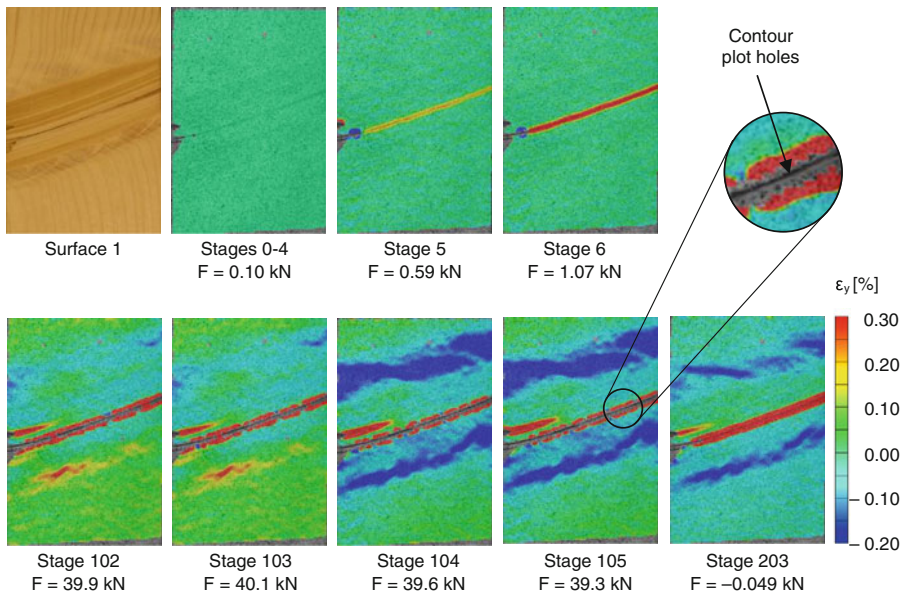 Contour
plot holes
Surface 1
Stages 0-4
F = 0.10 kN
Stage 5
F = 0.59 kN
Stage 6
F = 1.07 kN
εy [%]
0.30
0.20
0.10
0.00
– 0.10
– 0.20
Stage 102
F = 39.9 kN
Stage 103
F = 40.1 kN
Stage 104
F = 39.6 kN
Stage 105
F = 39.3 kN
Stage 203
F = –0.049 kN